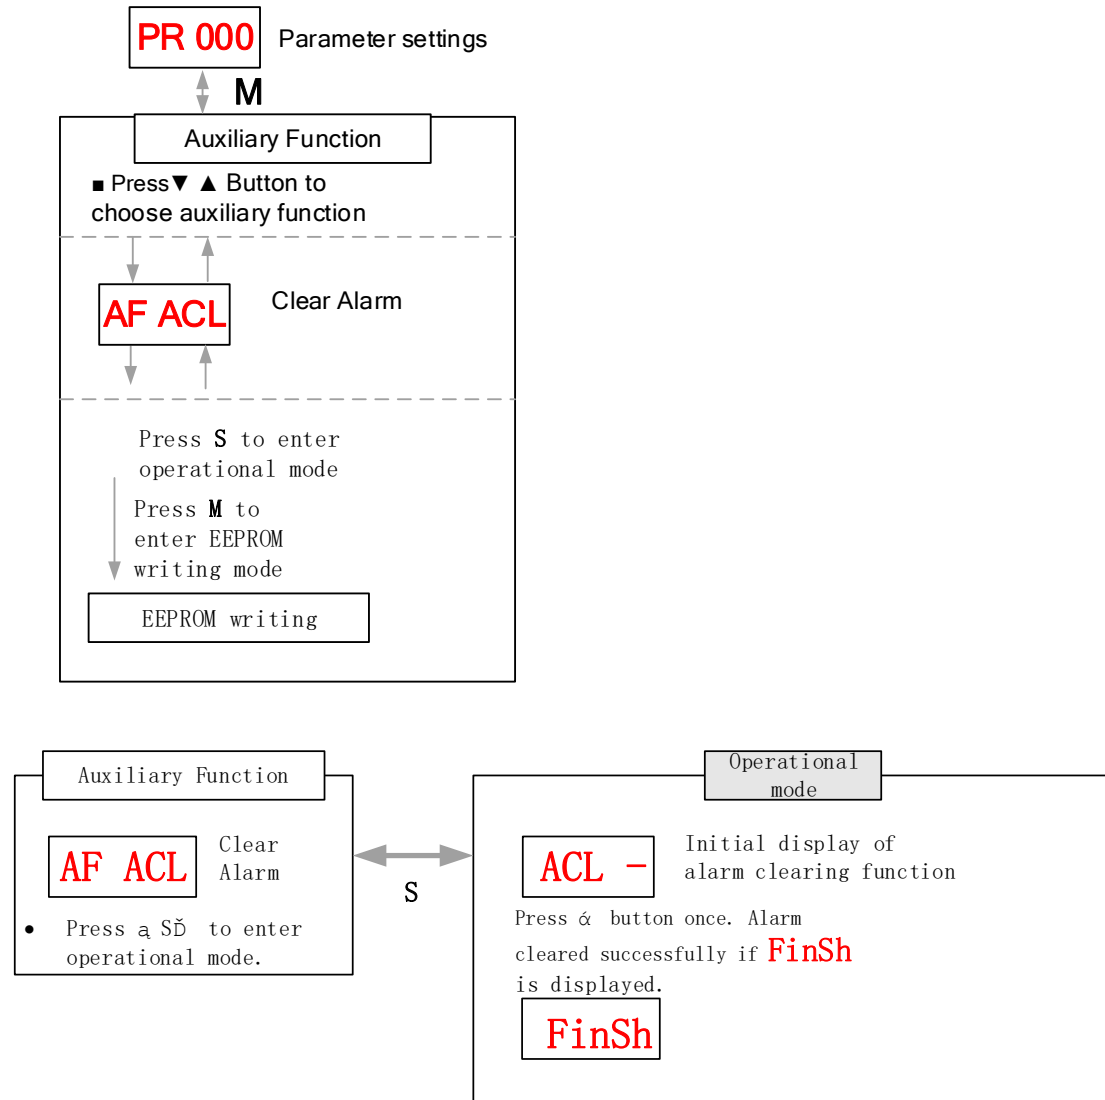 PR 000 Parameter settings
M
Auxiliary Function
■ Press▼ ▲ Button to
choose auxiliary function
AF ACL Clear Alarm
Press S to enter
operational mode
Press M to
enter EEPROM
writing mode
EEPROM writing
Auxiliary Function
AF ACL
Clear
Alarm
• Press ą SĎ to enter
operational mode.
S
Operational
mode
ACL -
Initial display of
alarm clearing function
Press ά button once. Alarm
cleared successfully if FinSh
is displayed.
FinSh